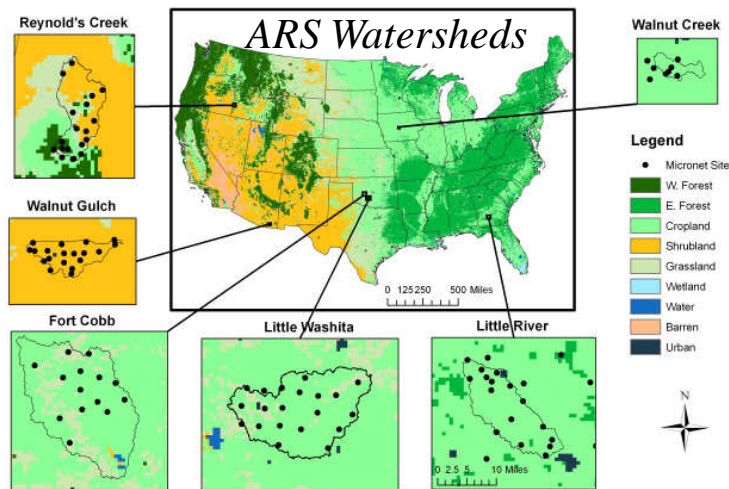 Reynold's Creek
ARS Watersheds
Walnut Creek
Legend
Micronet Site
W. Forest
E. Forest
Cropland
Shrubland
Grassland
Wetland
Water
Barren
Urban
Walnut Gulch
0 125 250 500 Miles
Fort Cobb
Little Washita
Little River
0 2.5 5 10 Miles
N